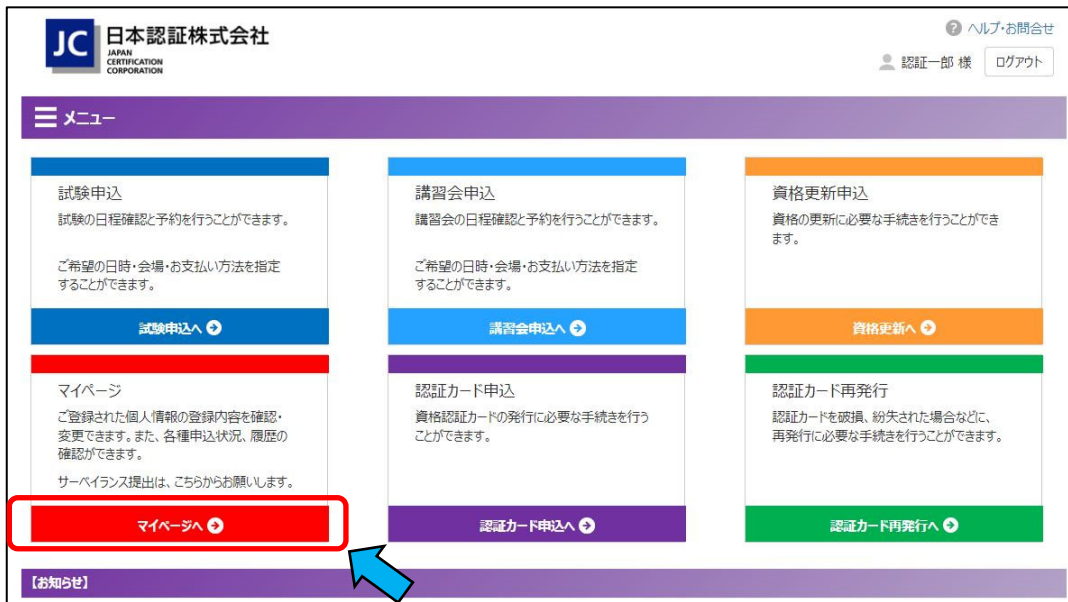 JC 日本認証株式会社
JAPAN
CERTIFICATION
CORPORATION
? ヘルプ・お問合せ
認証一郎 様 ログアウト
メニュー
試験申込
試験の日程確認と予約を行うことができます。
ご希望の日時・会場・お支払い方法を指定
することができます。
試験申込へ
講習会申込
講習会の日程確認と予約を行うことができます。
ご希望の日時・会場・お支払い方法を指定
することができます。
講習会申込へ
資格更新申込
資格の更新に必要な手続きを行うことができ
ます。
資格更新へ
マイページ
ご登録された個人情報の登録内容を確認・
変更できます。また、各種申込状況、履歴の
確認ができます。
サーベイランス提出は、こちらからお願いします。
マイページへ
認証カード申込
資格認証カードの発行に必要な手続きを行う
ことができます。
認証カード申込へ
認証カード再発行
認証カードを破損、紛失された場合などに、
再発行に必要な手続きを行うことができます。
認証カード再発行へ
【お知らせ】